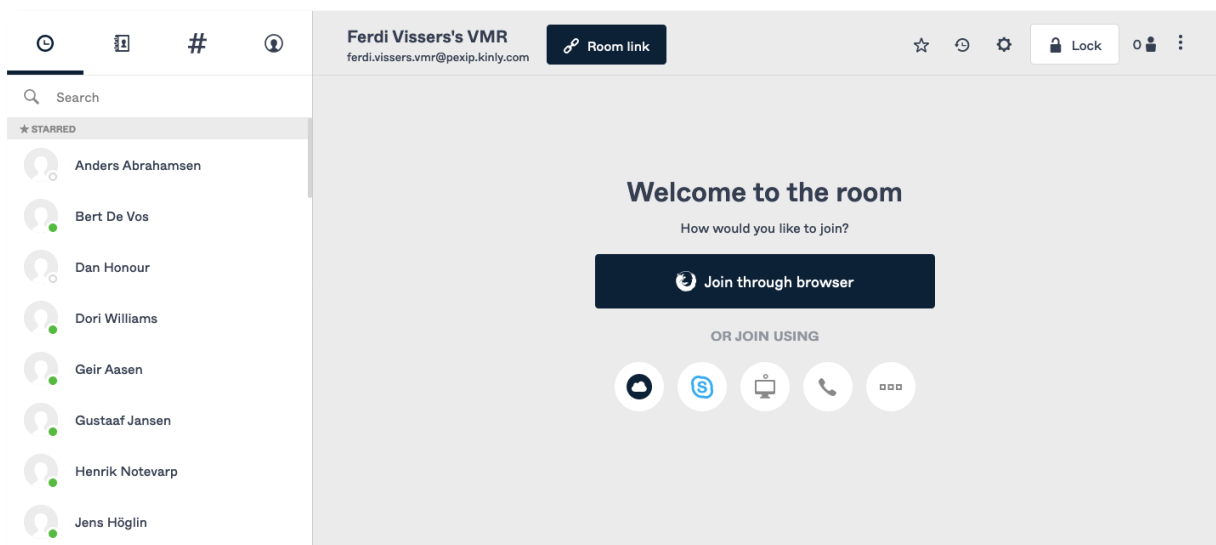 Ferdi Vissers's VMR
ferdi.vissers.vmr@pexip.kinly.com
Room link
Lock
0
Search
★ STARRED
Anders Abrahamsen
Bert De Vos
Dan Honour
Dori Williams
Geir Aasen
Gustaaf Jansen
Henrik Notevarp
Jens Höglin
Welcome to the room
How would you like to join?
Join through browser
OR JOIN USING